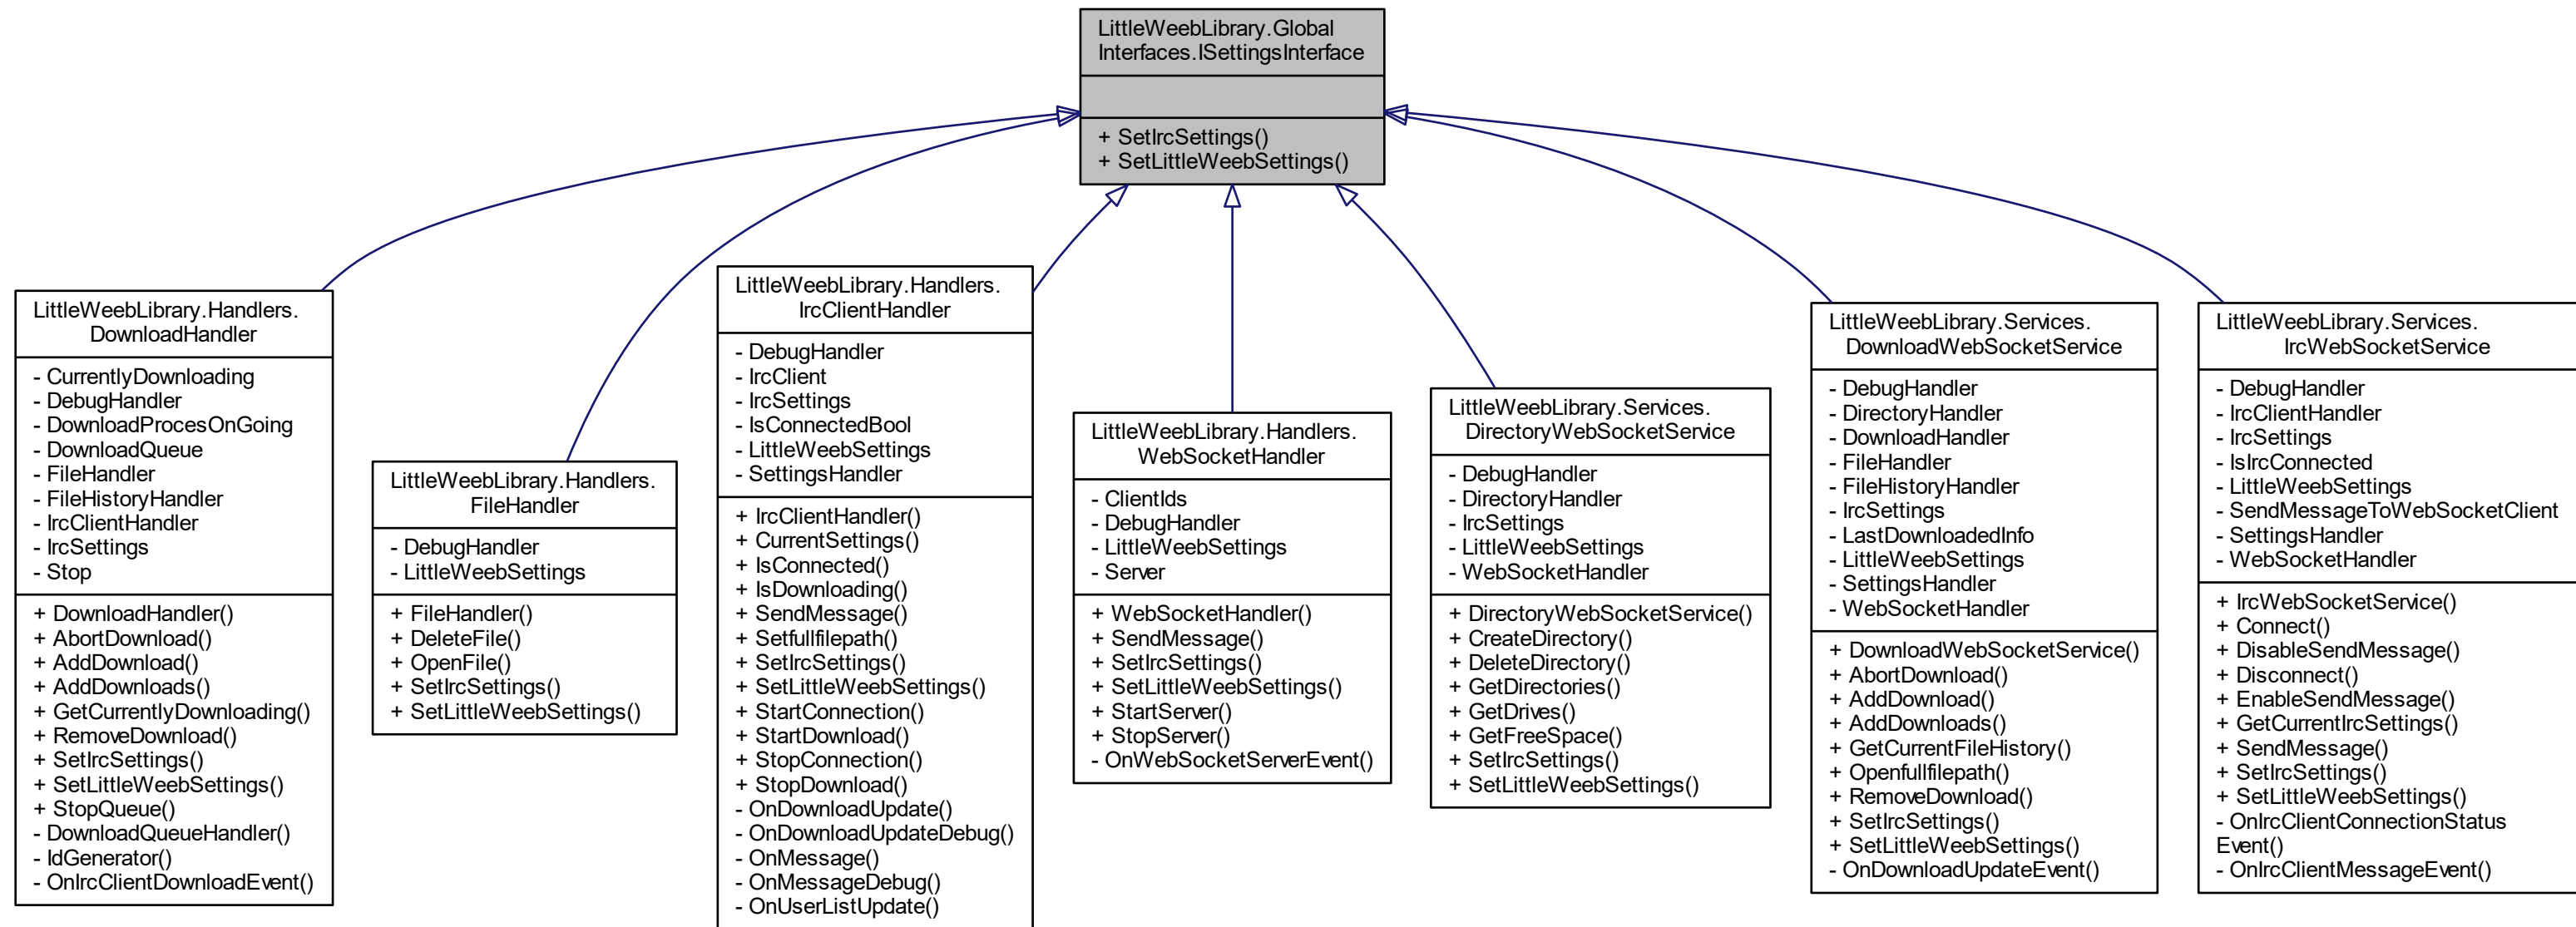 LittleWeebLibrary.Global
Interfaces.ISettingsInterface
+ SetIrcSettings()
+ SetLittleWeebSettings()
LittleWeebLibrary.Handlers.
DownloadHandler
- CurrentlyDownloading
- DebugHandler
- DownloadProcesOnGoing
- DownloadQueue
- FileHandler
- FileHistoryHandler
- IrcClientHandler
- IrcSettings
- Stop
+ DownloadHandler()
+ AbortDownload()
+ AddDownload()
+ AddDownloads()
+ GetCurrentlyDownloading()
+ RemoveDownload()
+ SetIrcSettings()
+ SetLittleWeebSettings()
+ StopQueue()
- DownloadQueueHandler()
- IdGenerator()
- OnIrcClientDownloadEvent()
LittleWeebLibrary.Handlers.
FileHandler
- DebugHandler
- LittleWeebSettings
+ FileHandler()
+ DeleteFile()
+ OpenFile()
+ SetIrcSettings()
+ SetLittleWeebSettings()
LittleWeebLibrary.Handlers.
IrcClientHandler
- DebugHandler
- IrcClient
- IrcSettings
- IsConnectedBool
- LittleWeebSettings
- SettingsHandler
+ IrcClientHandler()
+ CurrentSettings()
+ IsConnected()
+ IsDownloading()
+ SendMessage()
+ Setfullfilepath()
+ SetIrcSettings()
+ SetLittleWeebSettings()
+ StartConnection()
+ StartDownload()
+ StopConnection()
+ StopDownload()
- OnDownloadUpdate()
- OnDownloadUpdateDebug()
- OnMessage()
- OnMessageDebug()
- OnUserListUpdate()
LittleWeebLibrary.Handlers.
WebSocketHandler
- ClientIds
- DebugHandler
- LittleWeebSettings
- Server
+ WebSocketHandler()
+ SendMessage()
+ SetIrcSettings()
+ SetLittleWeebSettings()
+ StartServer()
+ StopServer()
- OnWebSocketServerEvent()
LittleWeebLibrary.Services.
DirectoryWebSocketService
- DebugHandler
- DirectoryHandler
- IrcSettings
- LittleWeebSettings
- WebSocketHandler
+ DirectoryWebSocketService()
+ CreateDirectory()
+ DeleteDirectory()
+ GetDirectories()
+ GetDrives()
+ GetFreeSpace()
+ SetIrcSettings()
+ SetLittleWeebSettings()
LittleWeebLibrary.Services.
DownloadWebSocketService
- DebugHandler
- DirectoryHandler
- DownloadHandler
- FileHandler
- FileHistoryHandler
- IrcSettings
- LastDownloadedInfo
- LittleWeebSettings
- SettingsHandler
- WebSocketHandler
+ DownloadWebSocketService()
+ AbortDownload()
+ AddDownload()
+ AddDownloads()
+ GetCurrentFileHistory()
+ Openfullfilepath()
+ RemoveDownload()
+ SetIrcSettings()
+ SetLittleWeebSettings()
- OnDownloadUpdateEvent()
LittleWeebLibrary.Services.
IrcWebSocketService
- DebugHandler
- IrcClientHandler
- IrcSettings
- IsIrcConnected
- LittleWeebSettings
- SendMessageToWebSocketClient
- SettingsHandler
- WebSocketHandler
+ IrcWebSocketService()
+ Connect()
+ DisableSendMessage()
+ Disconnect()
+ EnableSendMessage()
+ GetCurrentIrcSettings()
+ SendMessage()
+ SetIrcSettings()
+ SetLittleWeebSettings()
- OnIrcClientConnectionStatus
Event()
- OnIrcClientMessageEvent()